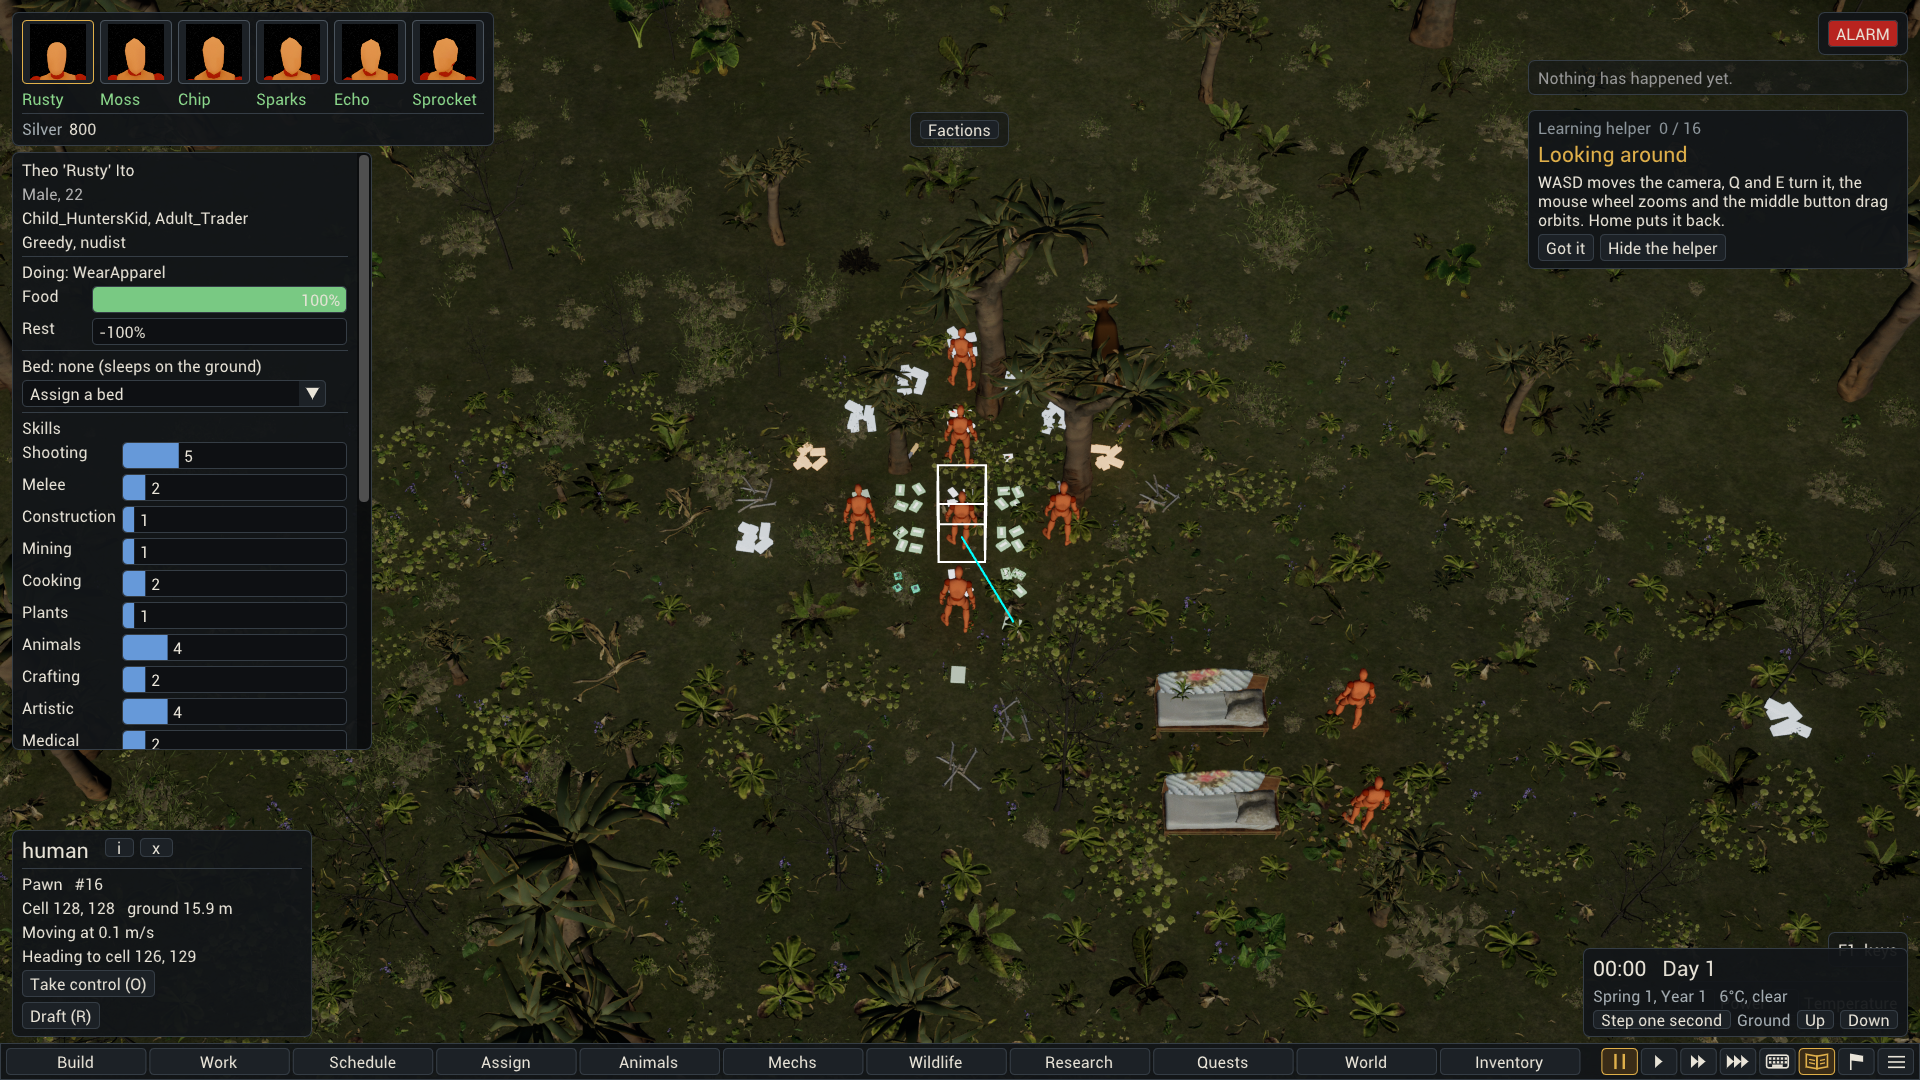 Rusty Moss Chip Sparks Echo Sprocket
Silver 800
Theo 'Rusty' Ito
Male, 22
Child_HuntersKid, Adult_Trader
Greedy, nudist
Doing: WearApparel
Food 100%
Rest -100%
Bed: none (sleeps on the ground)
Assign a bed
Skills
Shooting 5
Melee 2
Construction 1
Mining 1
Cooking 2
Plants 1
Animals 4
Crafting 2
Artistic 4
Medical 2
human i x
Pawn #16
Cell 128, 128 ground 15.9 m
Moving at 0.1 m/s
Heading to cell 126, 129
Take control (O)
Draft (R)
Factions
ALARM
Nothing has happened yet.
Learning helper 0 / 16
Looking around
WASD moves the camera, Q and E turn it, the
mouse wheel zooms and the middle button drag
orbits. Home puts it back.
Got it Hide the helper
F1 keys
00:00 Day 1
Spring 1, Year 1 6°C, clear
Temperature
Step one second Ground Up Down
Build Work Schedule Assign Animals Mechs Wildlife Research Quests World Inventory